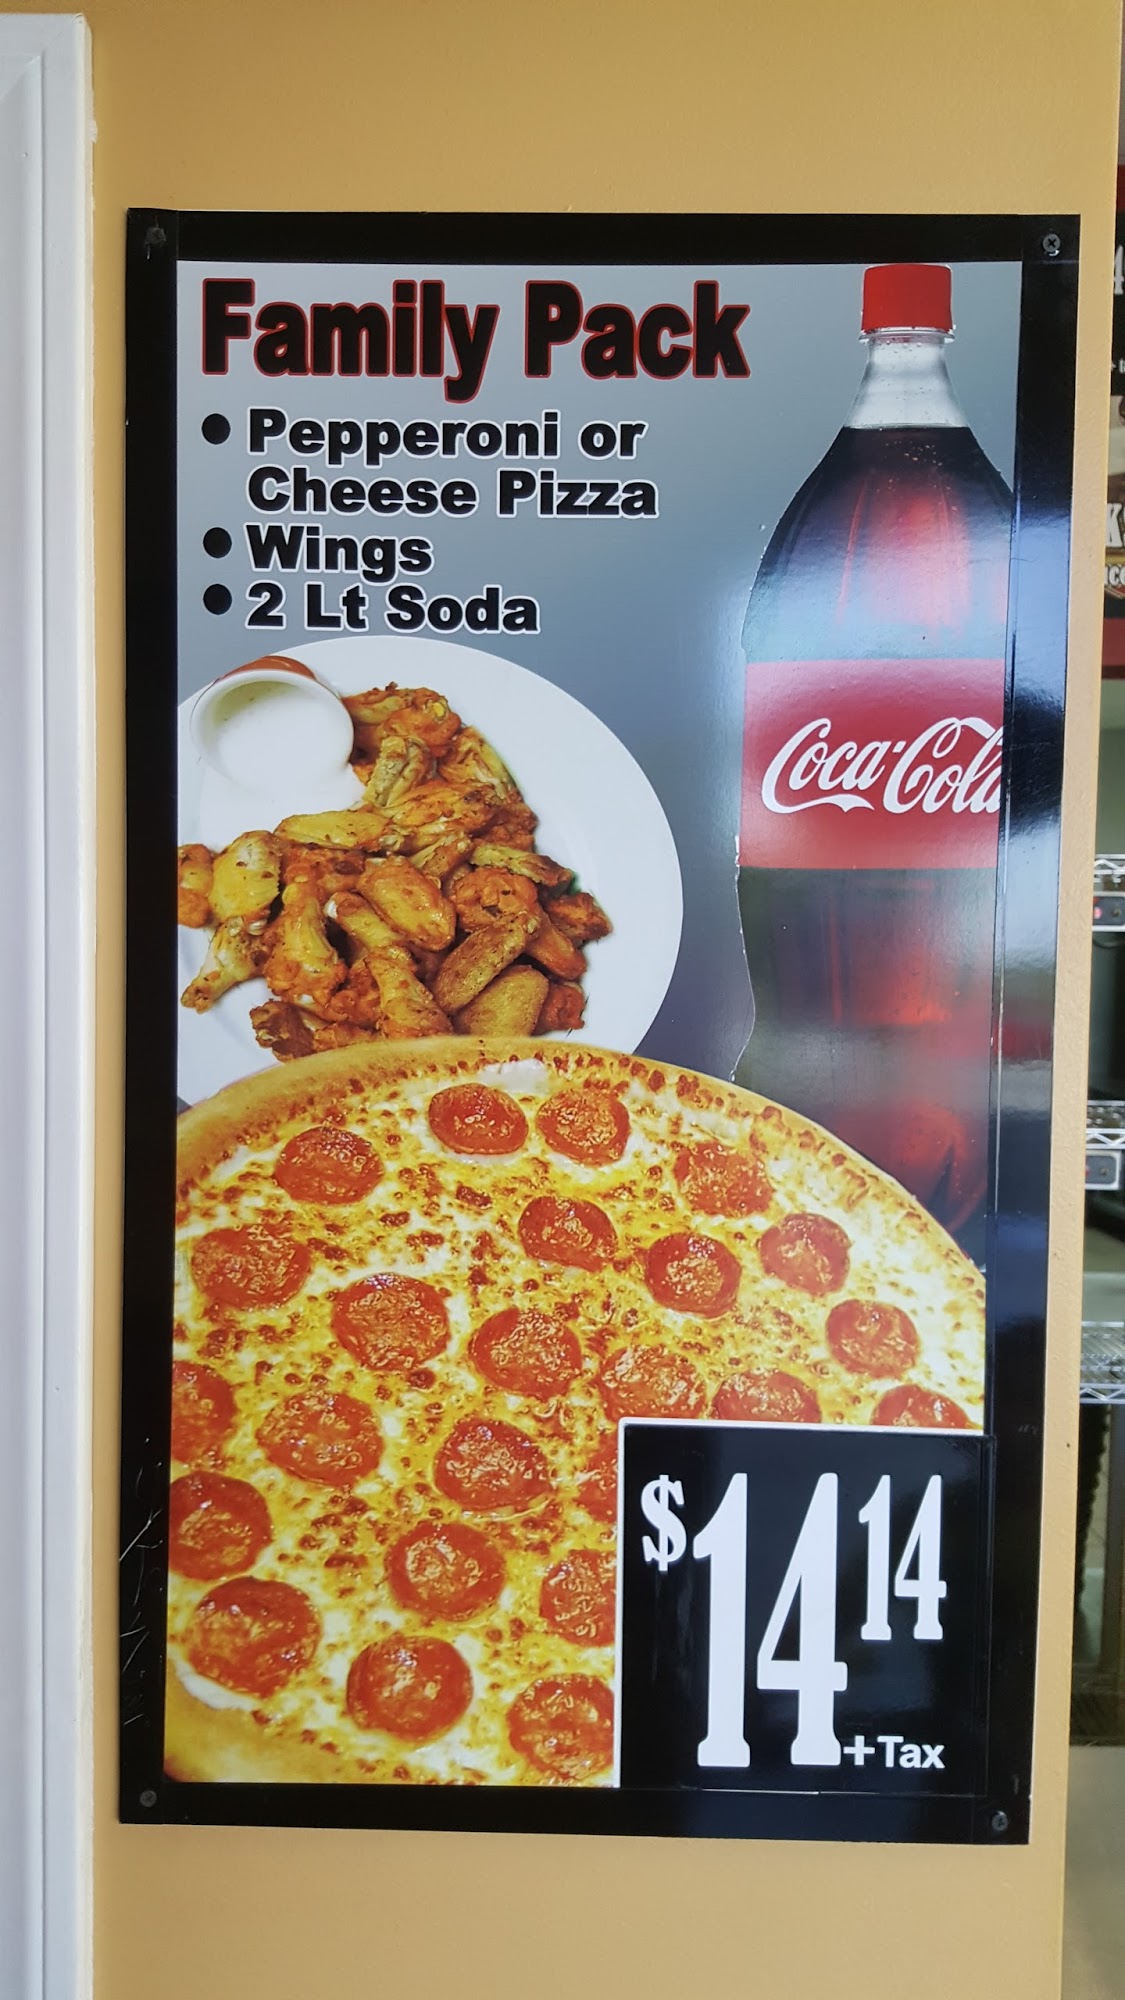 Family Pack
• Pepperoni or
Cheese Pizza
• Wings
• 2 Lt Soda
Coca-Cola
$14 14
+Tax